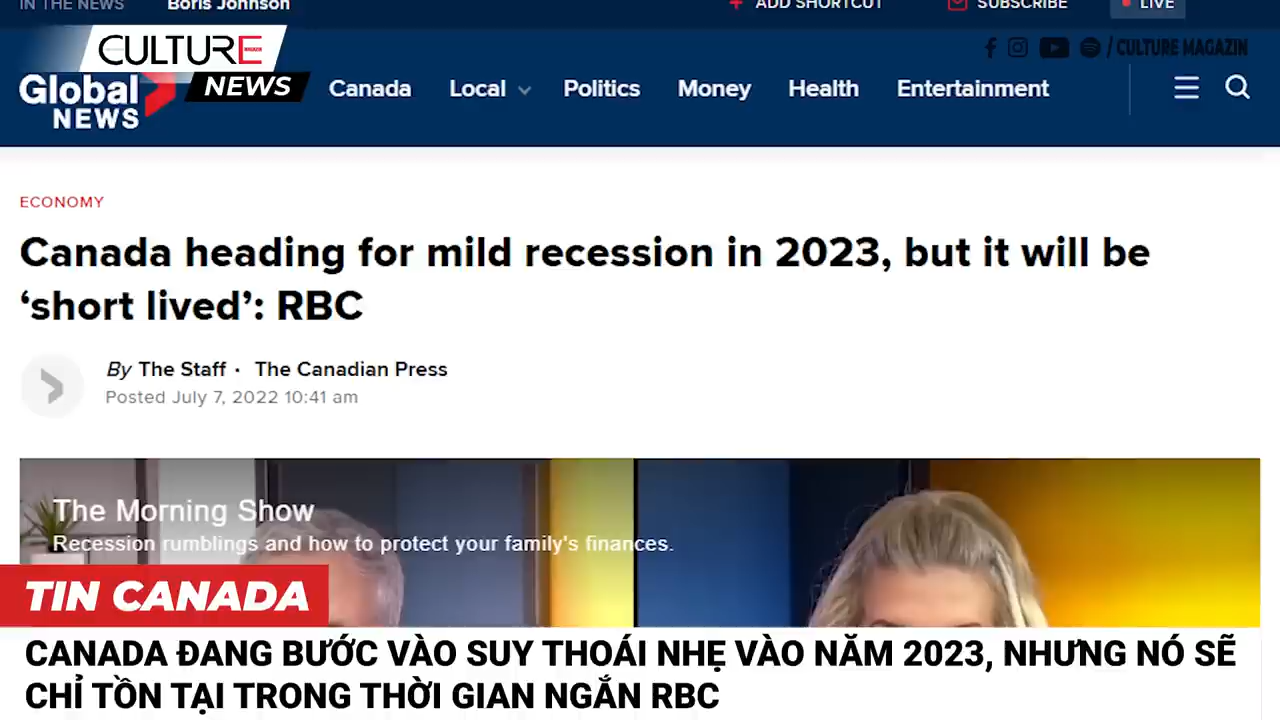 IN THE NEWS Boris Johnson ADD SHORTCUT SUBSCRIBE LIVE
CULTURE
NEWS
/ CULTURE MAGAZIN
Global
NEWS
Canada Local Politics Money Health Entertainment
ECONOMY
Canada heading for mild recession in 2023, but it will be
‘short lived’: RBC
By The Staff · The Canadian Press
Posted July 7, 2022 10:41 am
The Morning Show
Recession rumblings and how to protect your family's finances.
TIN CANADA
CANADA ĐANG BƯỚC VÀO SUY THOÁI NHẸ VÀO NĂM 2023, NHƯNG NÓ SẼ
CHỈ TỒN TẠI TRONG THỜI GIAN NGẮN RBC